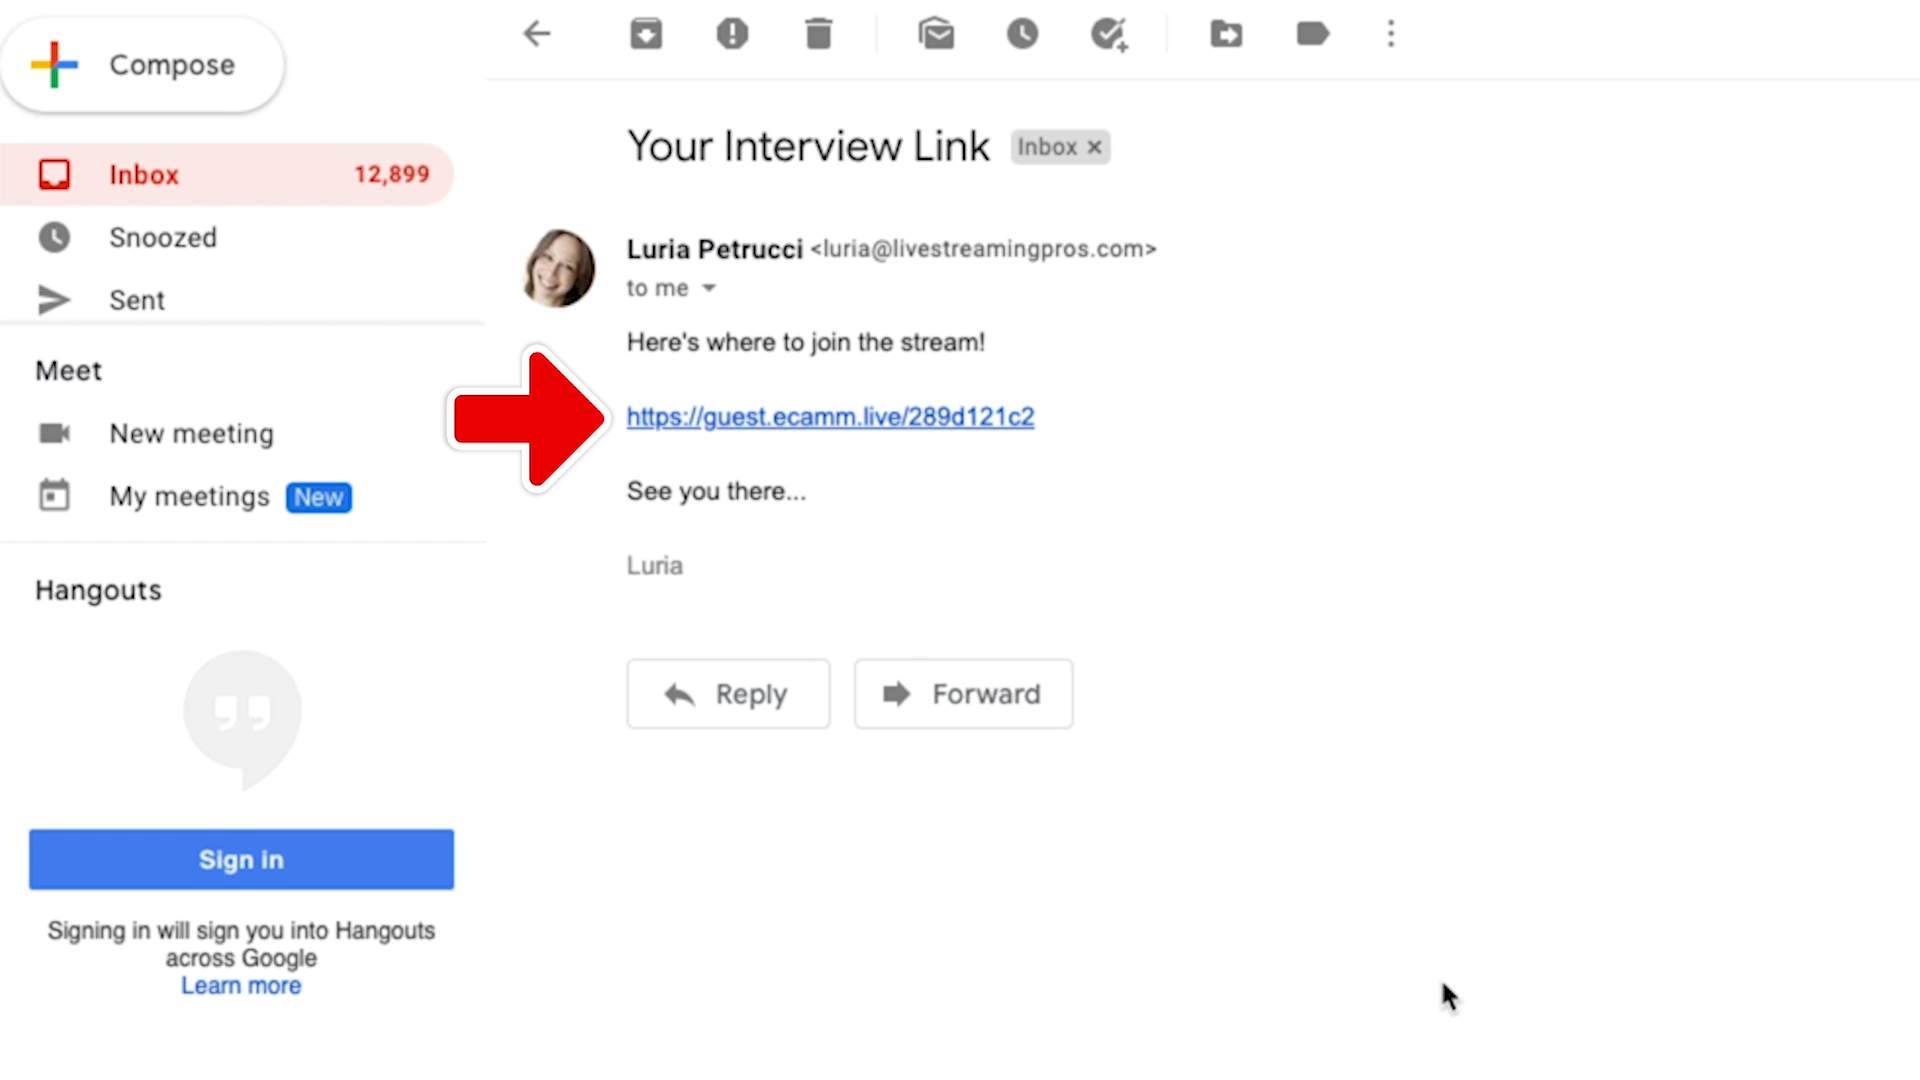 Compose
Inbox 12,899
Snoozed
Sent
Meet
New meeting
My meetings New
Hangouts
Sign in
Signing in will sign you into Hangouts
across Google
Learn more
Your Interview Link Inbox ×
Luria Petrucci <luria@livestreamingpros.com>
to me
Here's where to join the stream!
https://guest.ecamm.live/289d121c2
See you there...
Luria
Reply Forward